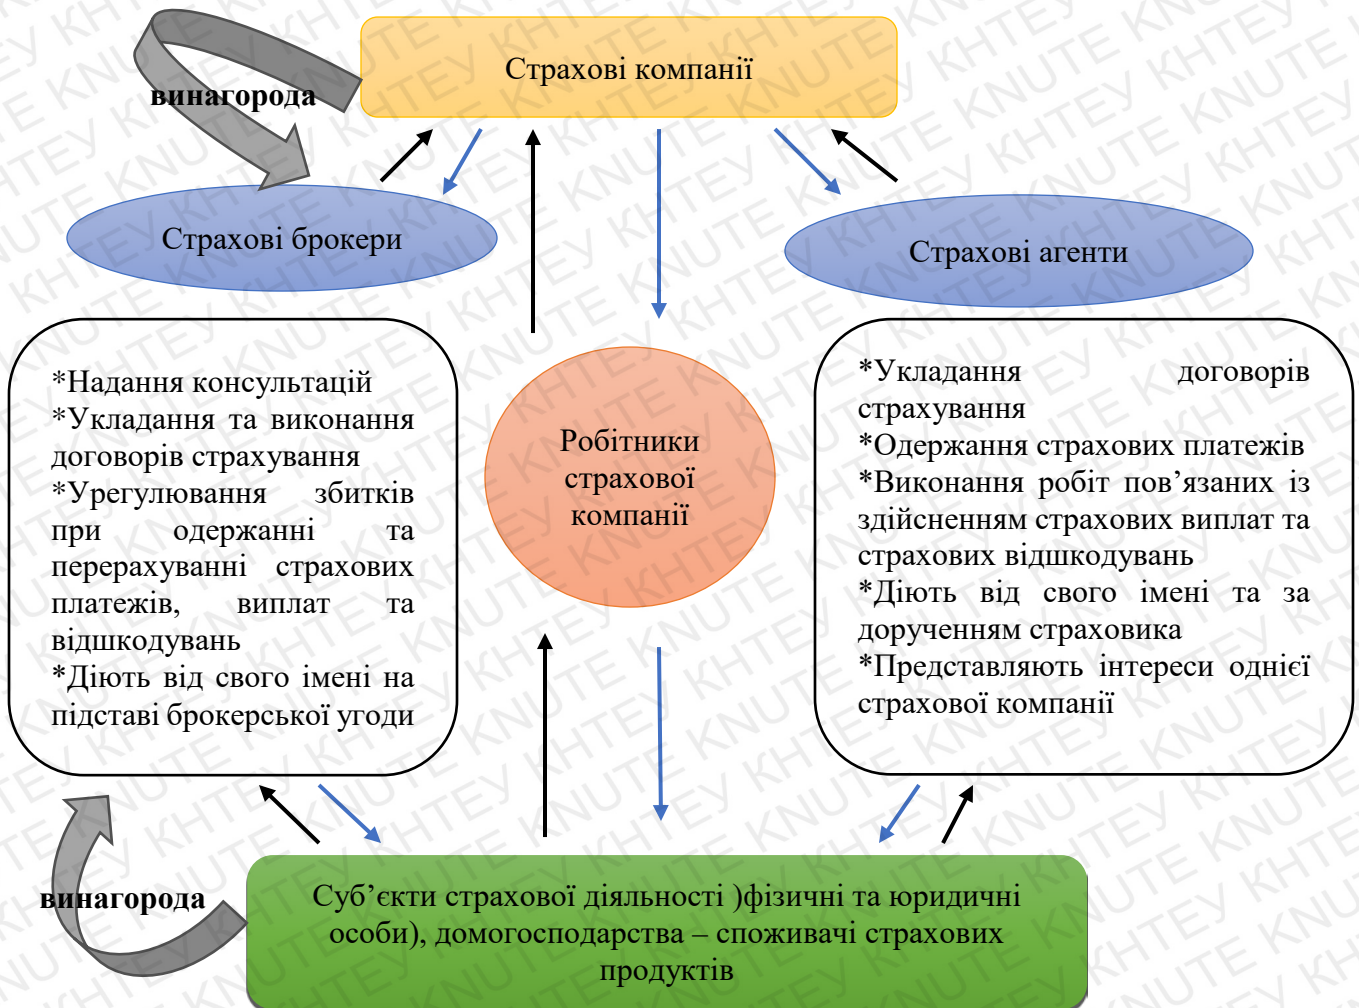 Страхові компанії
винагорода
Страхові брокери
Страхові агенти
*Надання консультацій
*Укладання та виконання
договорів страхування
*Урегулювання збитків
при одержанні та
перерахуванні страхових
платежів, виплат та
відшкодувань
*Діють від свого імені на
підставі брокерської угоди
Робітники
страхової
компанії
*Укладання договорів
страхування
*Одержання страхових платежів
*Виконання робіт пов’язаних із
здійсненням страхових виплат та
страхових відшкодувань
*Діють від свого імені та за
дорученням страховика
*Представляють інтереси однієї
страхової компанії
винагорода
Суб’єкти страхової діяльності )фізичні та юридичні
особи), домогосподарства – споживачі страхових
продуктів
KNUTE КНТЕУ